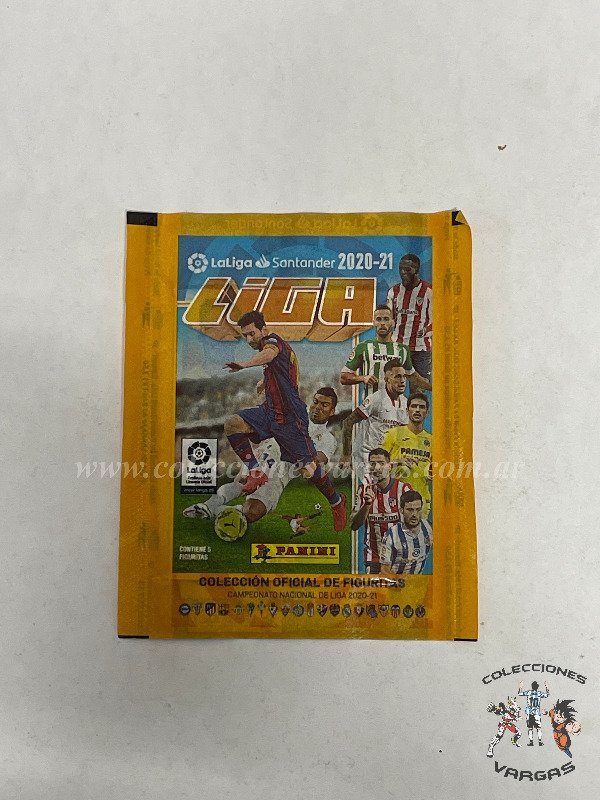 LaLiga Santander 2020-21
LIGA
betway
PAMESA
LaLiga
www.coleccionesvargas.com.ar
CONTIENE 5
FIGURITAS
PANINI
COLECCIÓN OFICIAL DE FIGURITAS
CAMPEONATO NACIONAL DE LIGA 2020-21
COLECCIONES
10
VARGAS